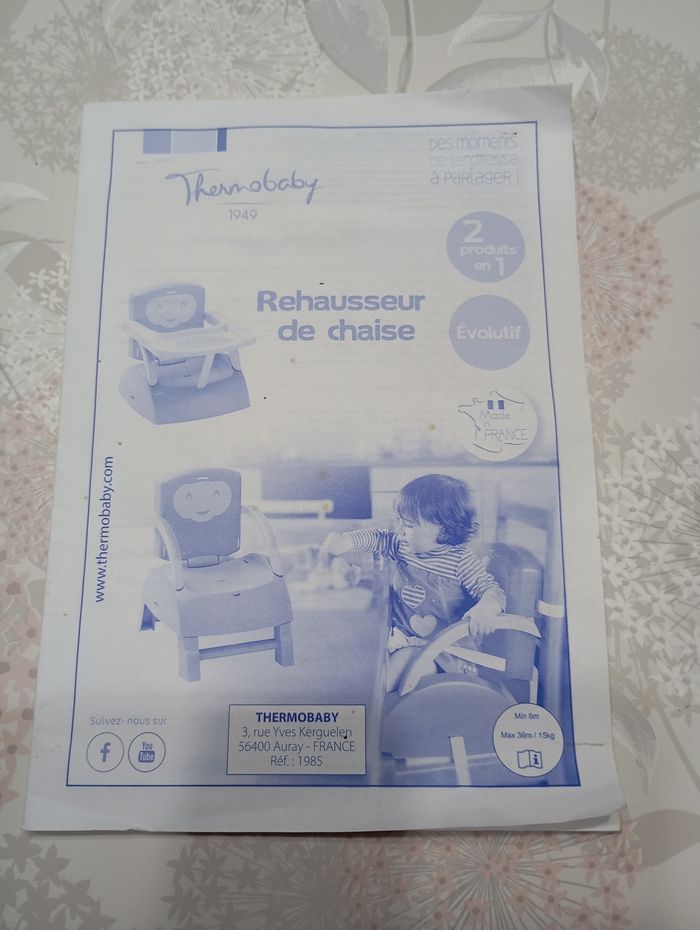 Thermobaby
1949
Des moments
de tendresse
à partager !
2
produits
en 1
Rehausseur
de chaise
Évolutif
Made
in
FRANCE
www.thermobaby.com
Suivez-nous sur
f
You
Tube
THERMOBABY
3, rue Yves Kerguelen
56400 Auray - FRANCE
Réf. : 1985
Min 6m
Max 36m / 15kg
i